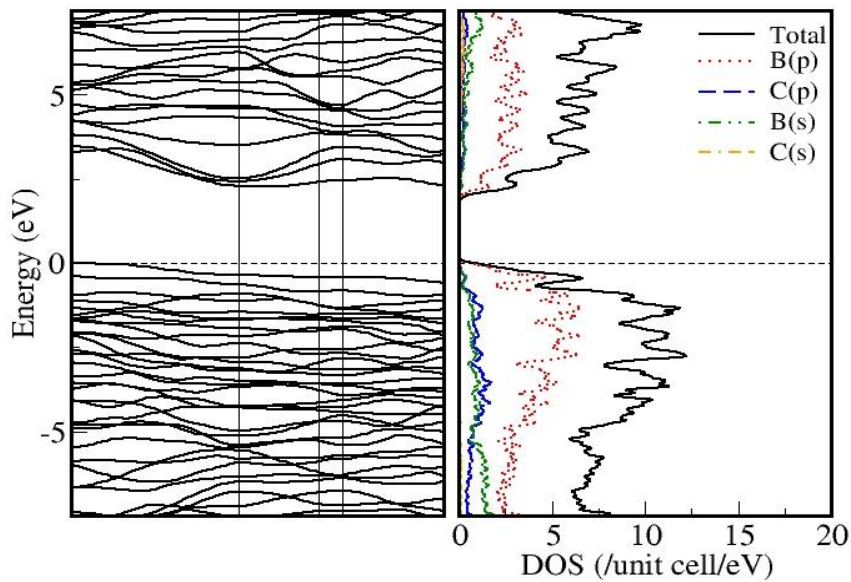 Energy (eV)
5
0
-5
Total
B(p)
C(p)
B(s)
C(s)
0 5 10 15 20
DOS (/unit cell/eV)